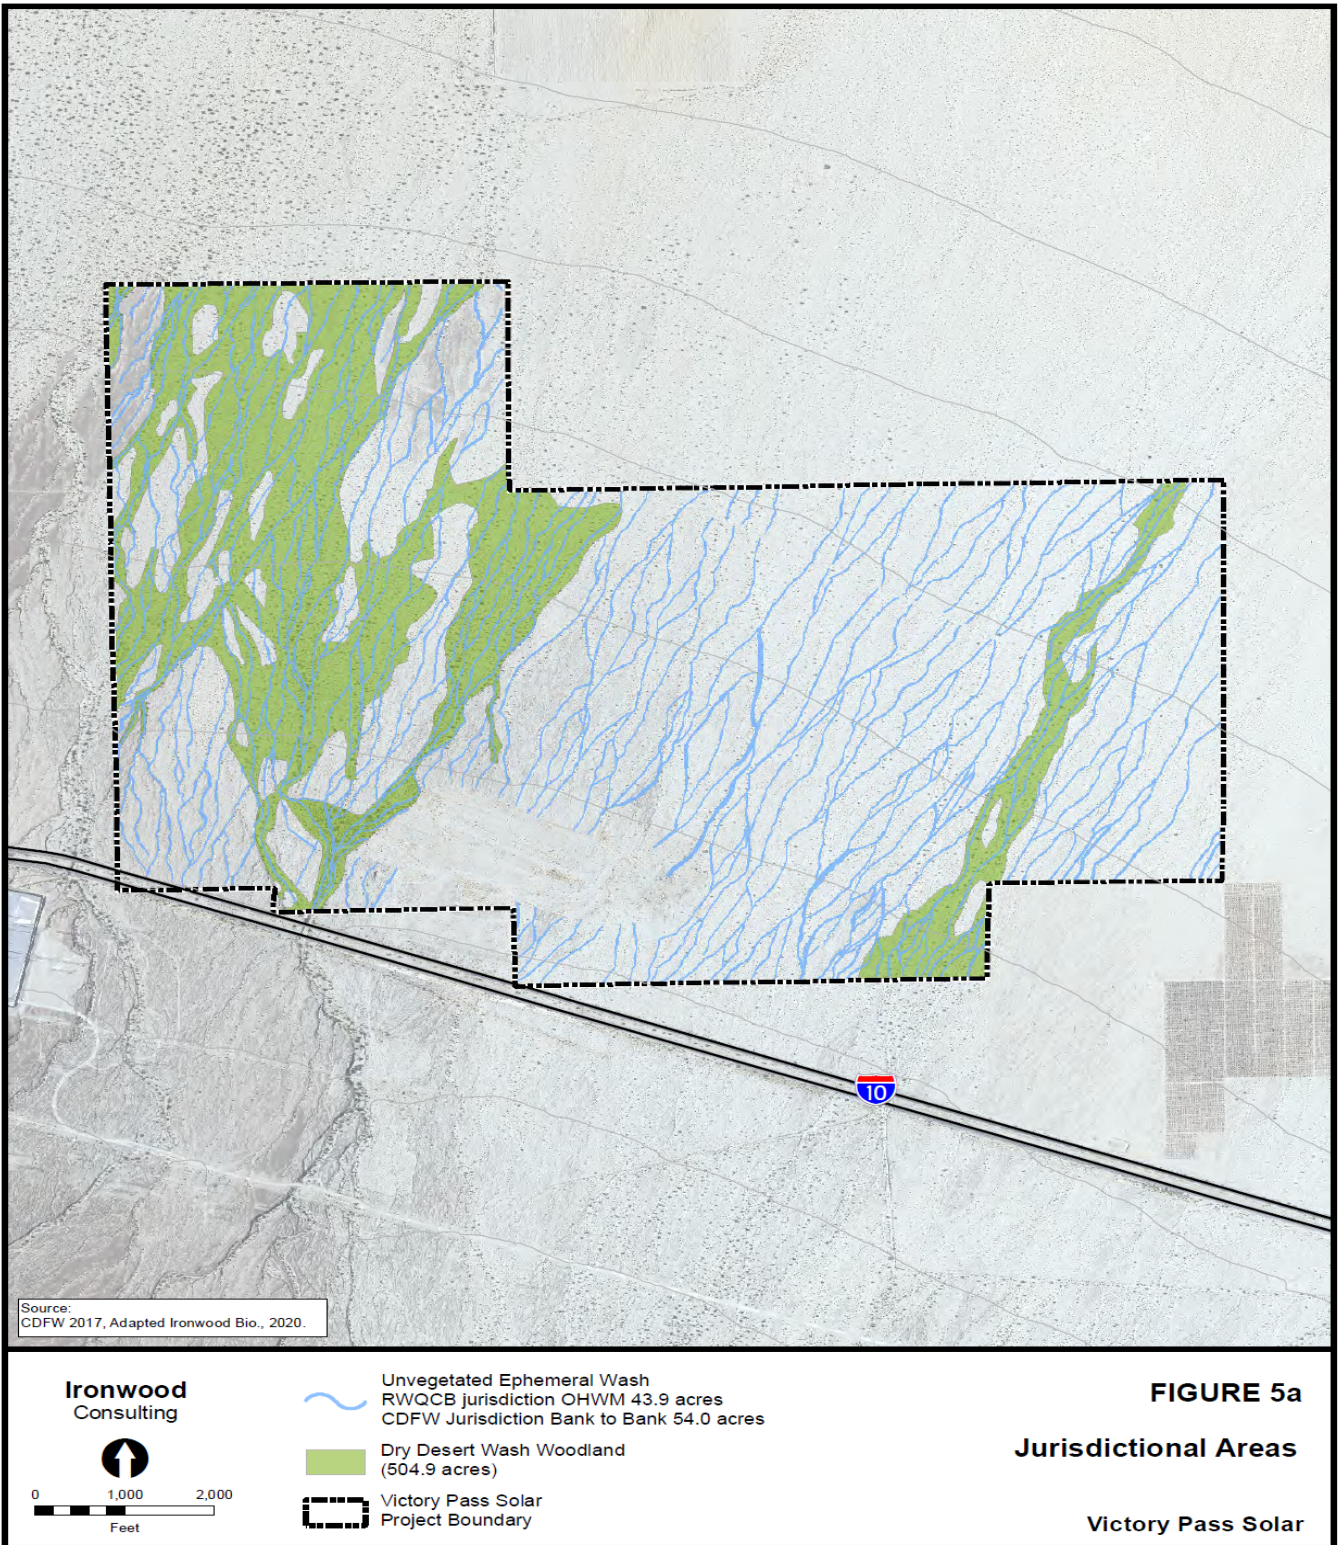 10
Source:
CDFW 2017, Adapted Ironwood Bio., 2020.
Ironwood
Consulting
0 1,000 2,000
Feet
Unvegetated Ephemeral Wash
RWQCB jurisdiction OHWM 43.9 acres
CDFW Jurisdiction Bank to Bank 54.0 acres
Dry Desert Wash Woodland
(504.9 acres)
Victory Pass Solar
Project Boundary
FIGURE 5a
Jurisdictional Areas
Victory Pass Solar